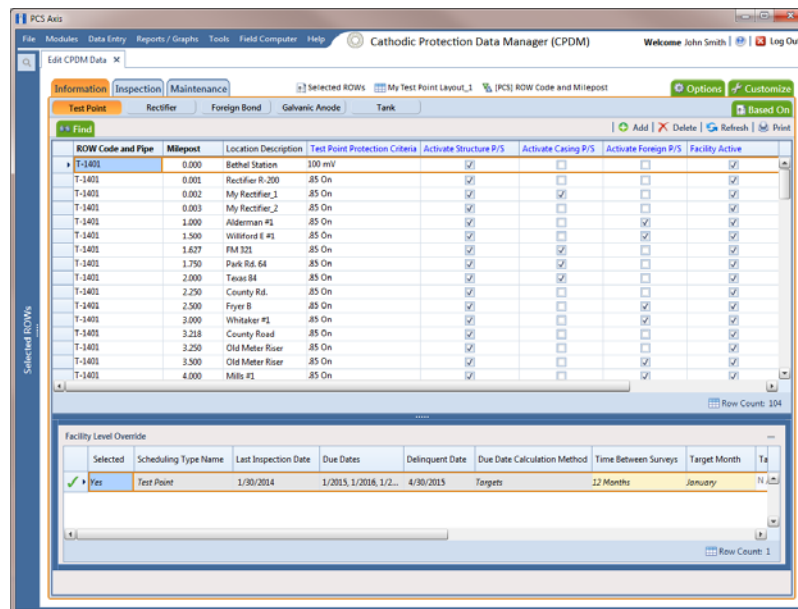 PCS Axis
File Modules Data Entry Reports / Graphs Tools Field Computer Help Cathodic Protection Data Manager (CPDM) Welcome John Smith | | Log Ou
Edit CPDM Data
Information Inspection Maintenance Selected ROWs My Test Point Layout_1 [PCS] ROW Code and Milepost Options Customize
Test Point Rectifier Foreign Bond Galvanic Anode Tank Based On
Find | Add | Delete | Refresh | Print
ROW Code and Pipe Milepost Location Description Test Point Protection Criteria Activate Structure P/S Activate Casing P/S Activate Foreign P/S Facility Active
T-1401 0.000 Bethel Station 100 mV
T-1401 0.001 Rectifier R-200 .85 On
T-1401 0.002 My Rectifier_1 .85 On
T-1401 0.003 My Rectifier_2 .85 On
T-1401 1.000 Alderman #1 .85 On
T-1401 1.500 Williford E #1 .85 On
T-1401 1.627 FM 321 .85 On
T-1401 1.750 Park Rd. 64 .85 On
T-1401 2.000 Texas 84 .85 On
T-1401 2.250 County Rd. .85 On
T-1401 2.500 Fryer B .85 On
T-1401 3.000 Whitaker #1 .85 On
T-1401 3.218 County Road .85 On
T-1401 3.250 Old Meter Riser .85 On
T-1401 3.500 Old Meter Riser .85 On
T-1401 4.000 Mills #1 .85 On
Row Count: 104
Selected ROWs
Facility Level Override
Selected Scheduling Type Name Last Inspection Date Due Dates Delinquent Date Due Date Calculation Method Time Between Surveys Target Month Ta
Yes Test Point 1/30/2014 1/2015, 1/2016, 1/2... 4/30/2015 Targets 12 Months January N
Row Count: 1